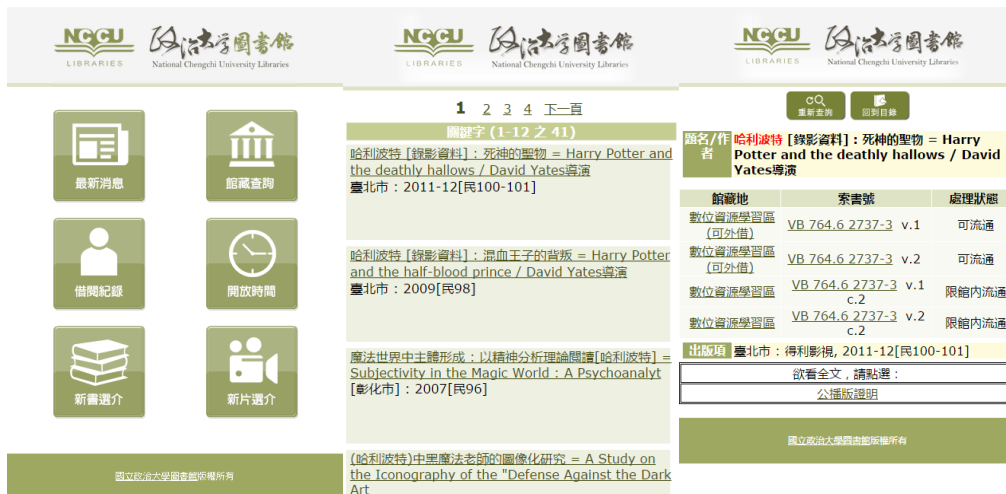 NCCU
LIBRARIES
政治大學圖書館
National Chengchi University Libraries
最新消息
館藏查詢
借閱紀錄
開放時間
新書選介
新片選介
國立政治大學圖書館版權所有
NCCU
LIBRARIES
政治大學圖書館
National Chengchi University Libraries
1 2 3 4 下一頁
關鍵字 (1-12 之 41)
哈利波特 [錄影資料] : 死神的聖物 = Harry Potter and
the deathly hallows / David Yates導演
臺北市 : 2011-12[民100-101]
哈利波特 [錄影資料] : 混血王子的背叛 = Harry Potter
and the half-blood prince / David Yates導演
臺北市 : 2009[民98]
魔法世界中主體形成 : 以精神分析理論閱讀[哈利波特] =
Subjectivity in the Magic World : A Psychoanalyt
[彰化市] : 2007[民96]
(哈利波特)中黑魔法老師的圖像化研究 = A Study on
the Iconography of the "Defense Against the Dark
Art
NCCU
LIBRARIES
政治大學圖書館
National Chengchi University Libraries
重新查詢
回到目錄
題名/作者
哈利波特 [錄影資料] : 死神的聖物 = Harry
Potter and the deathly hallows / David
Yates導演
館藏地 索書號 處理狀態
數位資源學習區
(可外借) VB 764.6 2737-3 v.1 可流通
數位資源學習區
(可外借) VB 764.6 2737-3 v.2 可流通
數位資源學習區 VB 764.6 2737-3 v.1 限館內流通
c.2
數位資源學習區 VB 764.6 2737-3 v.2 限館內流通
c.2
出版項 臺北市 : 得利影視, 2011-12[民100-101]
欲看全文，請點選 :
公播版證明
國立政治大學圖書館版權所有